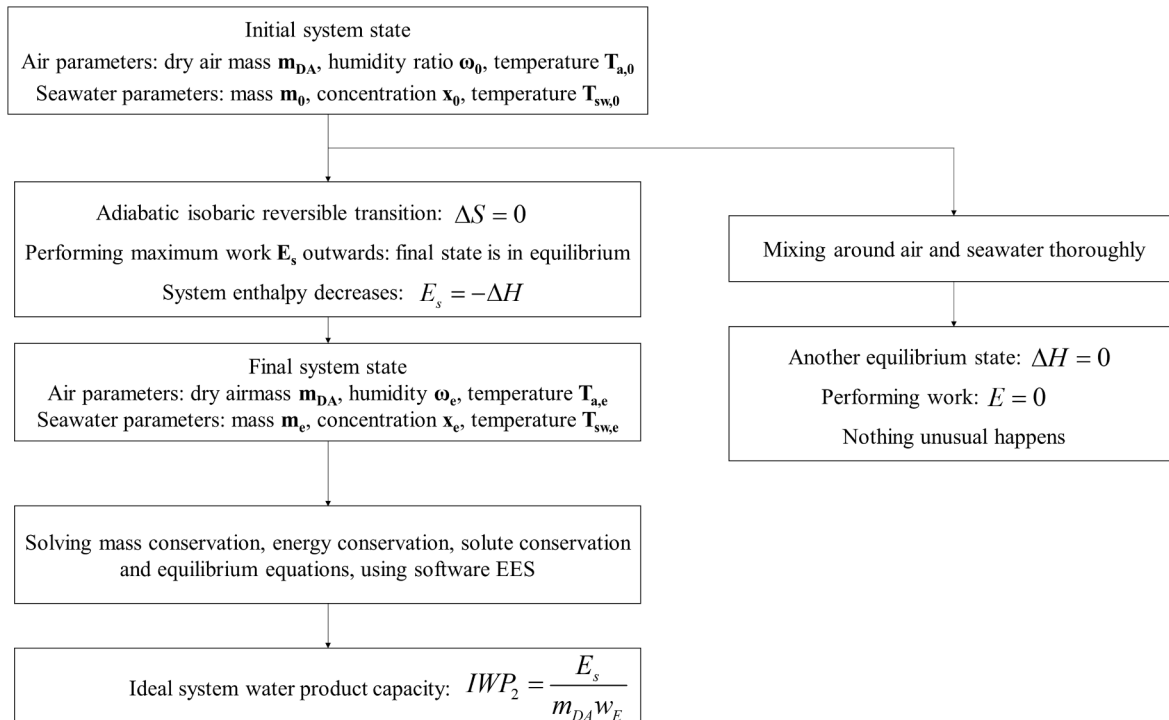 Initial system state
Air parameters: dry air mass m_DA, humidity ratio ω_0, temperature T_a,0
Seawater parameters: mass m_0, concentration x_0, temperature T_sw,0
Adiabatic isobaric reversible transition: ΔS = 0
Performing maximum work E_s outwards: final state is in equilibrium
System enthalpy decreases: E_s = −ΔH
Final system state
Air parameters: dry airmass m_DA, humidity ω_e, temperature T_a,e
Seawater parameters: mass m_e, concentration x_e, temperature T_sw,e
Solving mass conservation, energy conservation, solute conservation
and equilibrium equations, using software EES
Ideal system water product capacity: IWP_2 = E_s / (m_DA w_E)
Mixing around air and seawater thoroughly
Another equilibrium state: ΔH = 0
Performing work: E = 0
Nothing unusual happens